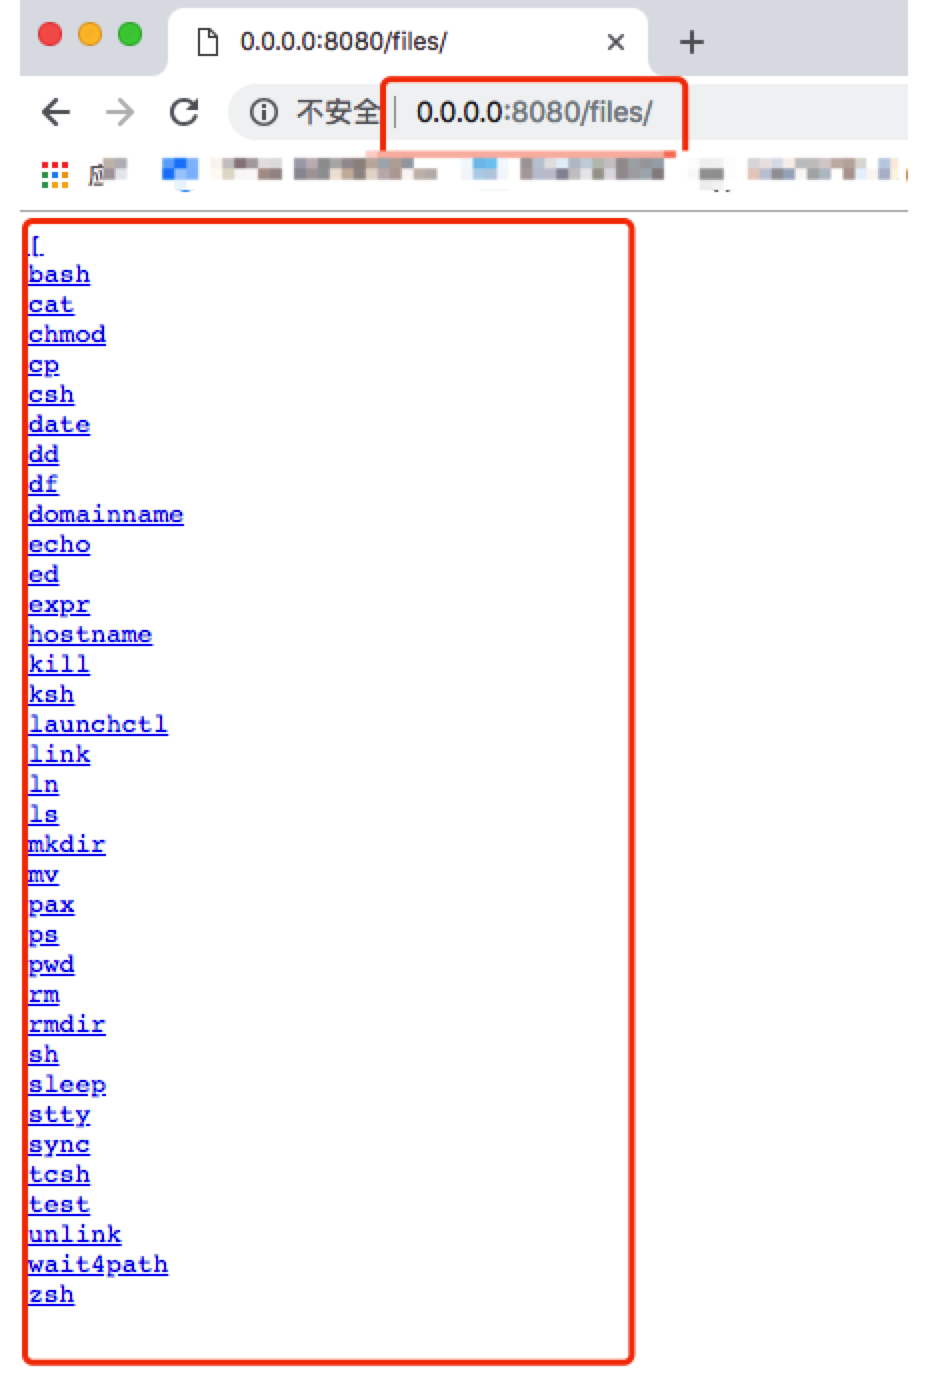 0.0.0.0:8080/files/
不安全 0.0.0.0:8080/files/
[
bash
cat
chmod
cp
csh
date
dd
df
domainname
echo
ed
expr
hostname
kill
ksh
launchctl
link
ln
ls
mkdir
mv
pax
ps
pwd
rm
rmdir
sh
sleep
stty
sync
tcsh
test
unlink
wait4path
zsh